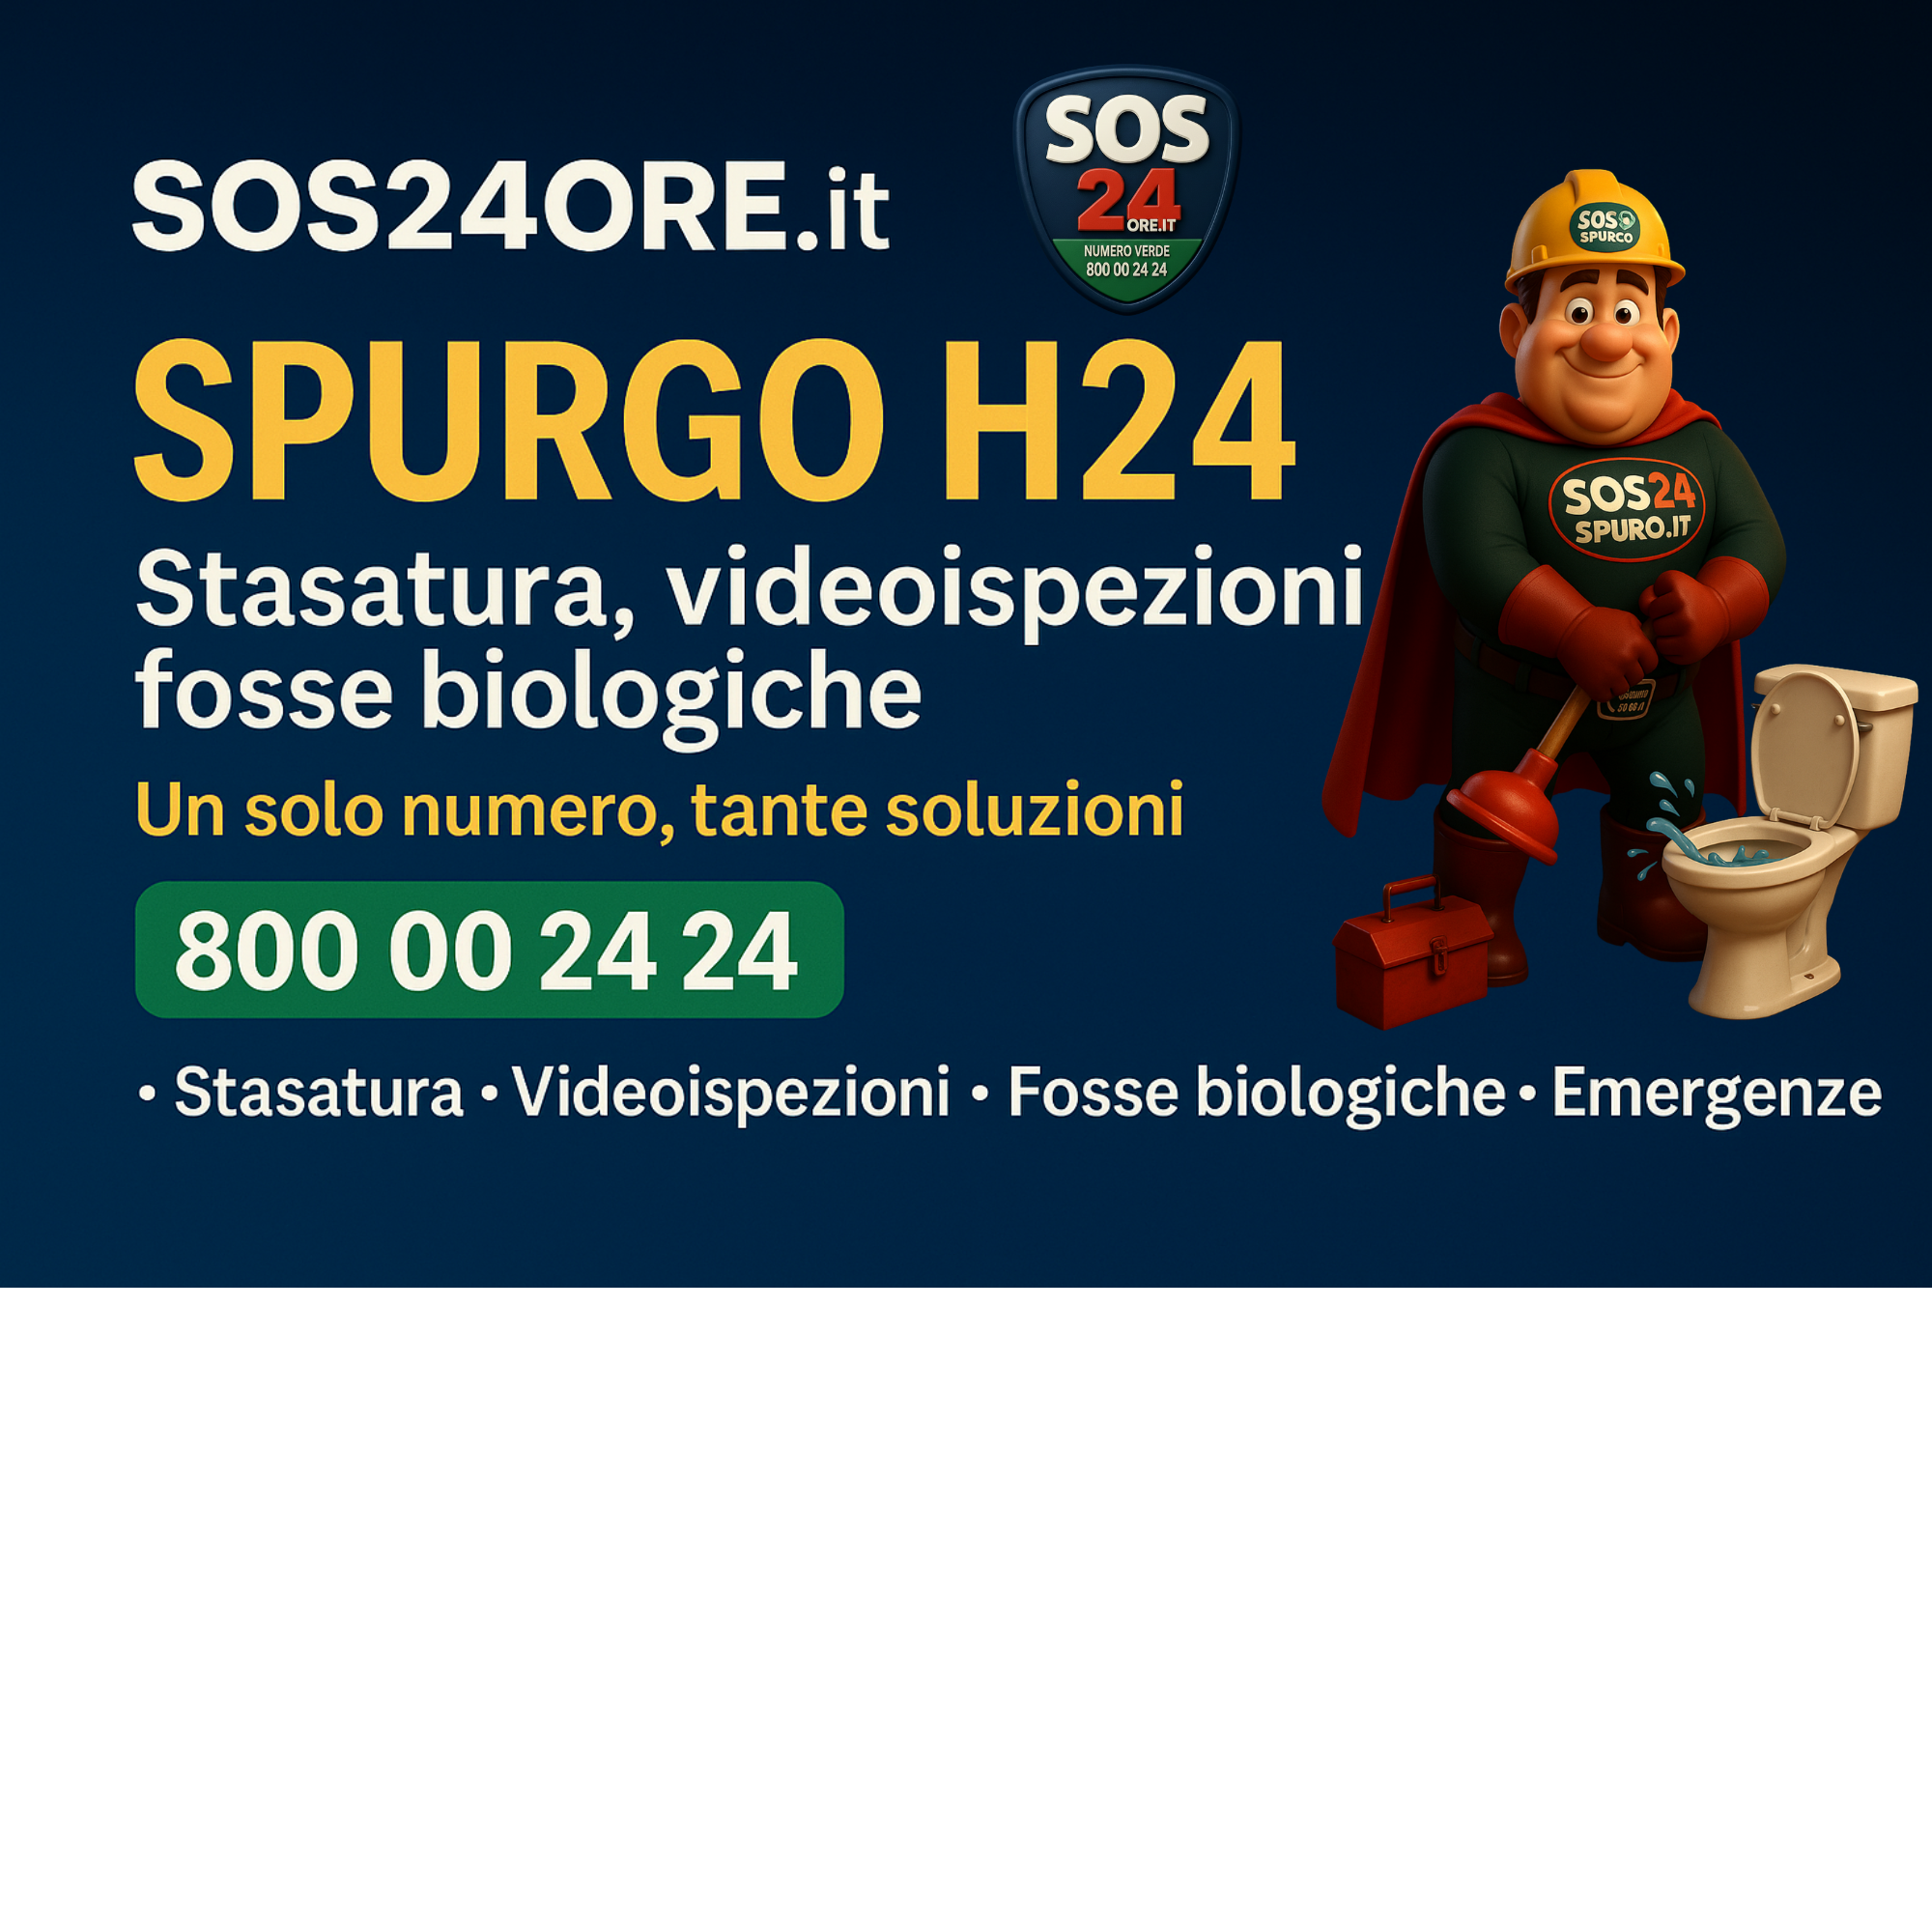 SOS
24
ORE.IT
NUMERO VERDE
800 00 24 24
SOS24ORE.it
SOS
SPURCO
SPURGO H24
SOS24
SPURO.IT
Stasatura, videoispezioni
fosse biologiche
Un solo numero, tante soluzioni
800 00 24 24
• Stasatura • Videoispezioni • Fosse biologiche • Emergenze